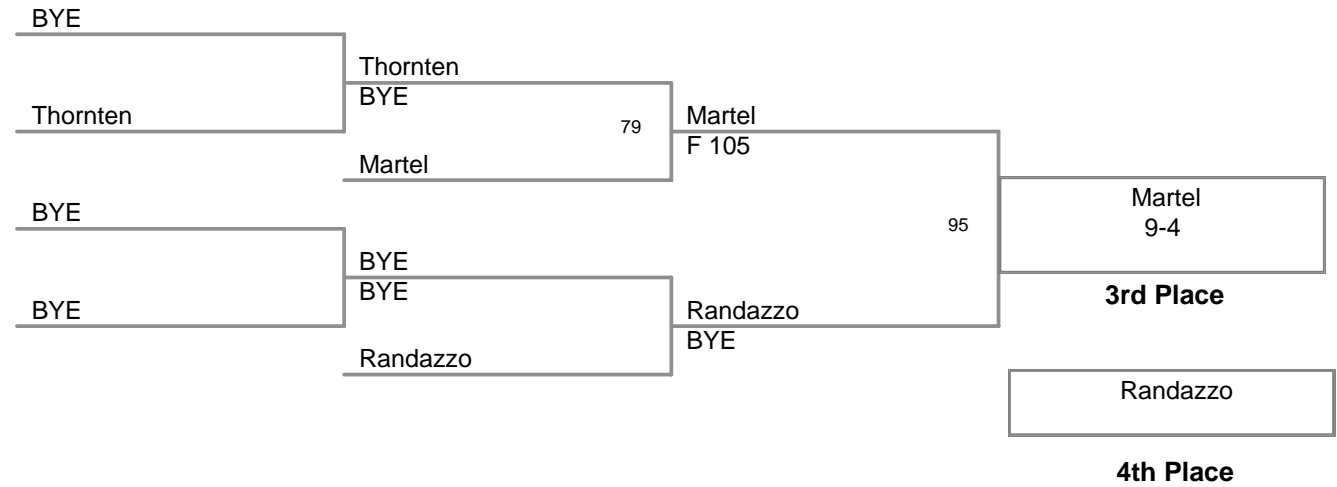 BYE
Thornten
BYE
Thornten
79
Martel
F 105
Martel
BYE
95
Martel
9-4
BYE
BYE
BYE
Randazzo
BYE
3rd Place
Randazzo
Randazzo
4th Place